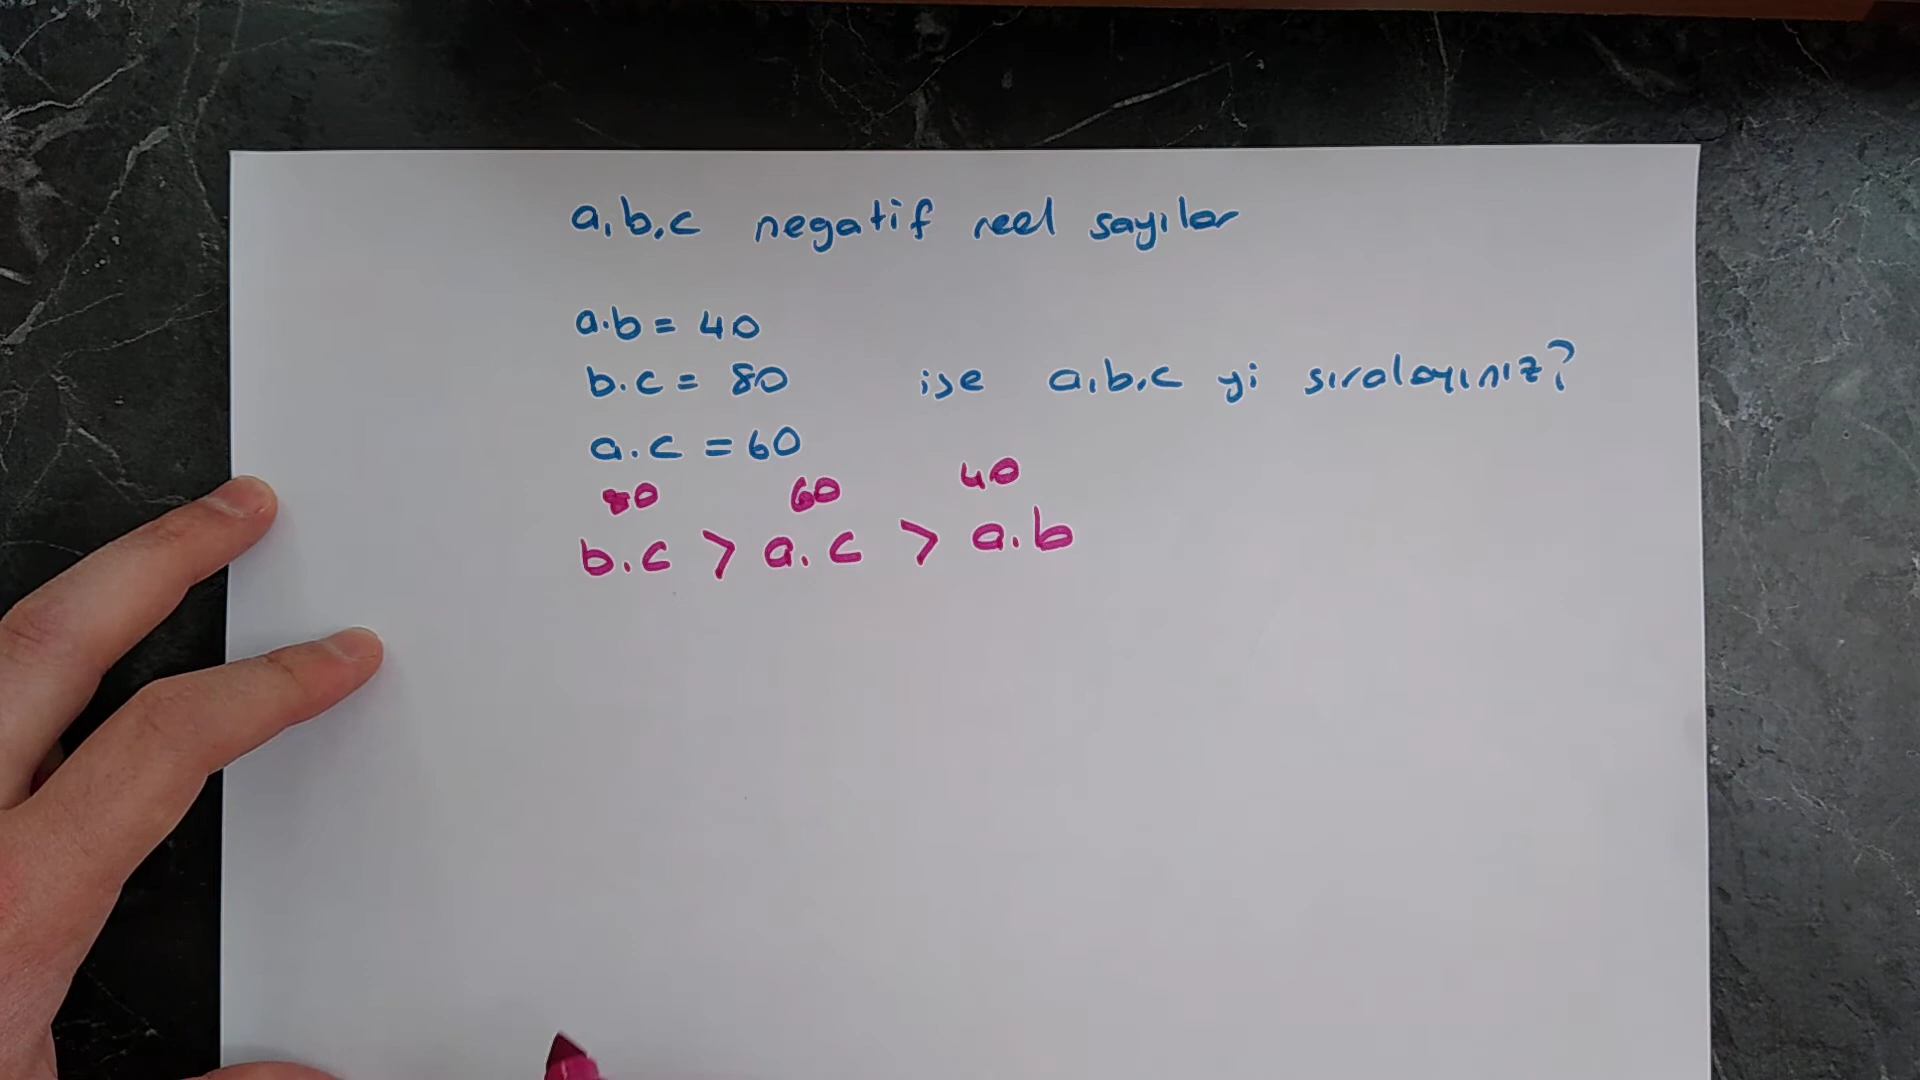 a,b,c negatif reel sayılar
a.b = 40
b.c = 80 ise a,b,c yi sıralayınız?
a.c = 60
80 60 40
b.c > a.c > a.b